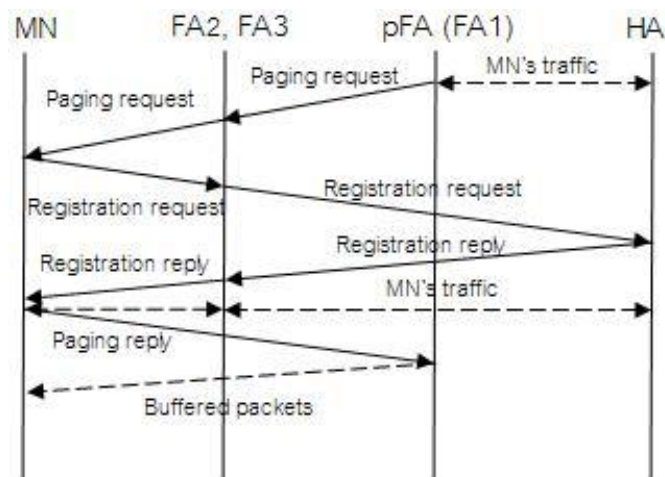 MN FA2, FA3 pFA (FA1) HA
Paging request MN's traffic
Paging request
Registration request
Registration request
Registration reply
Registration reply
MN's traffic
Paging reply
Buffered packets